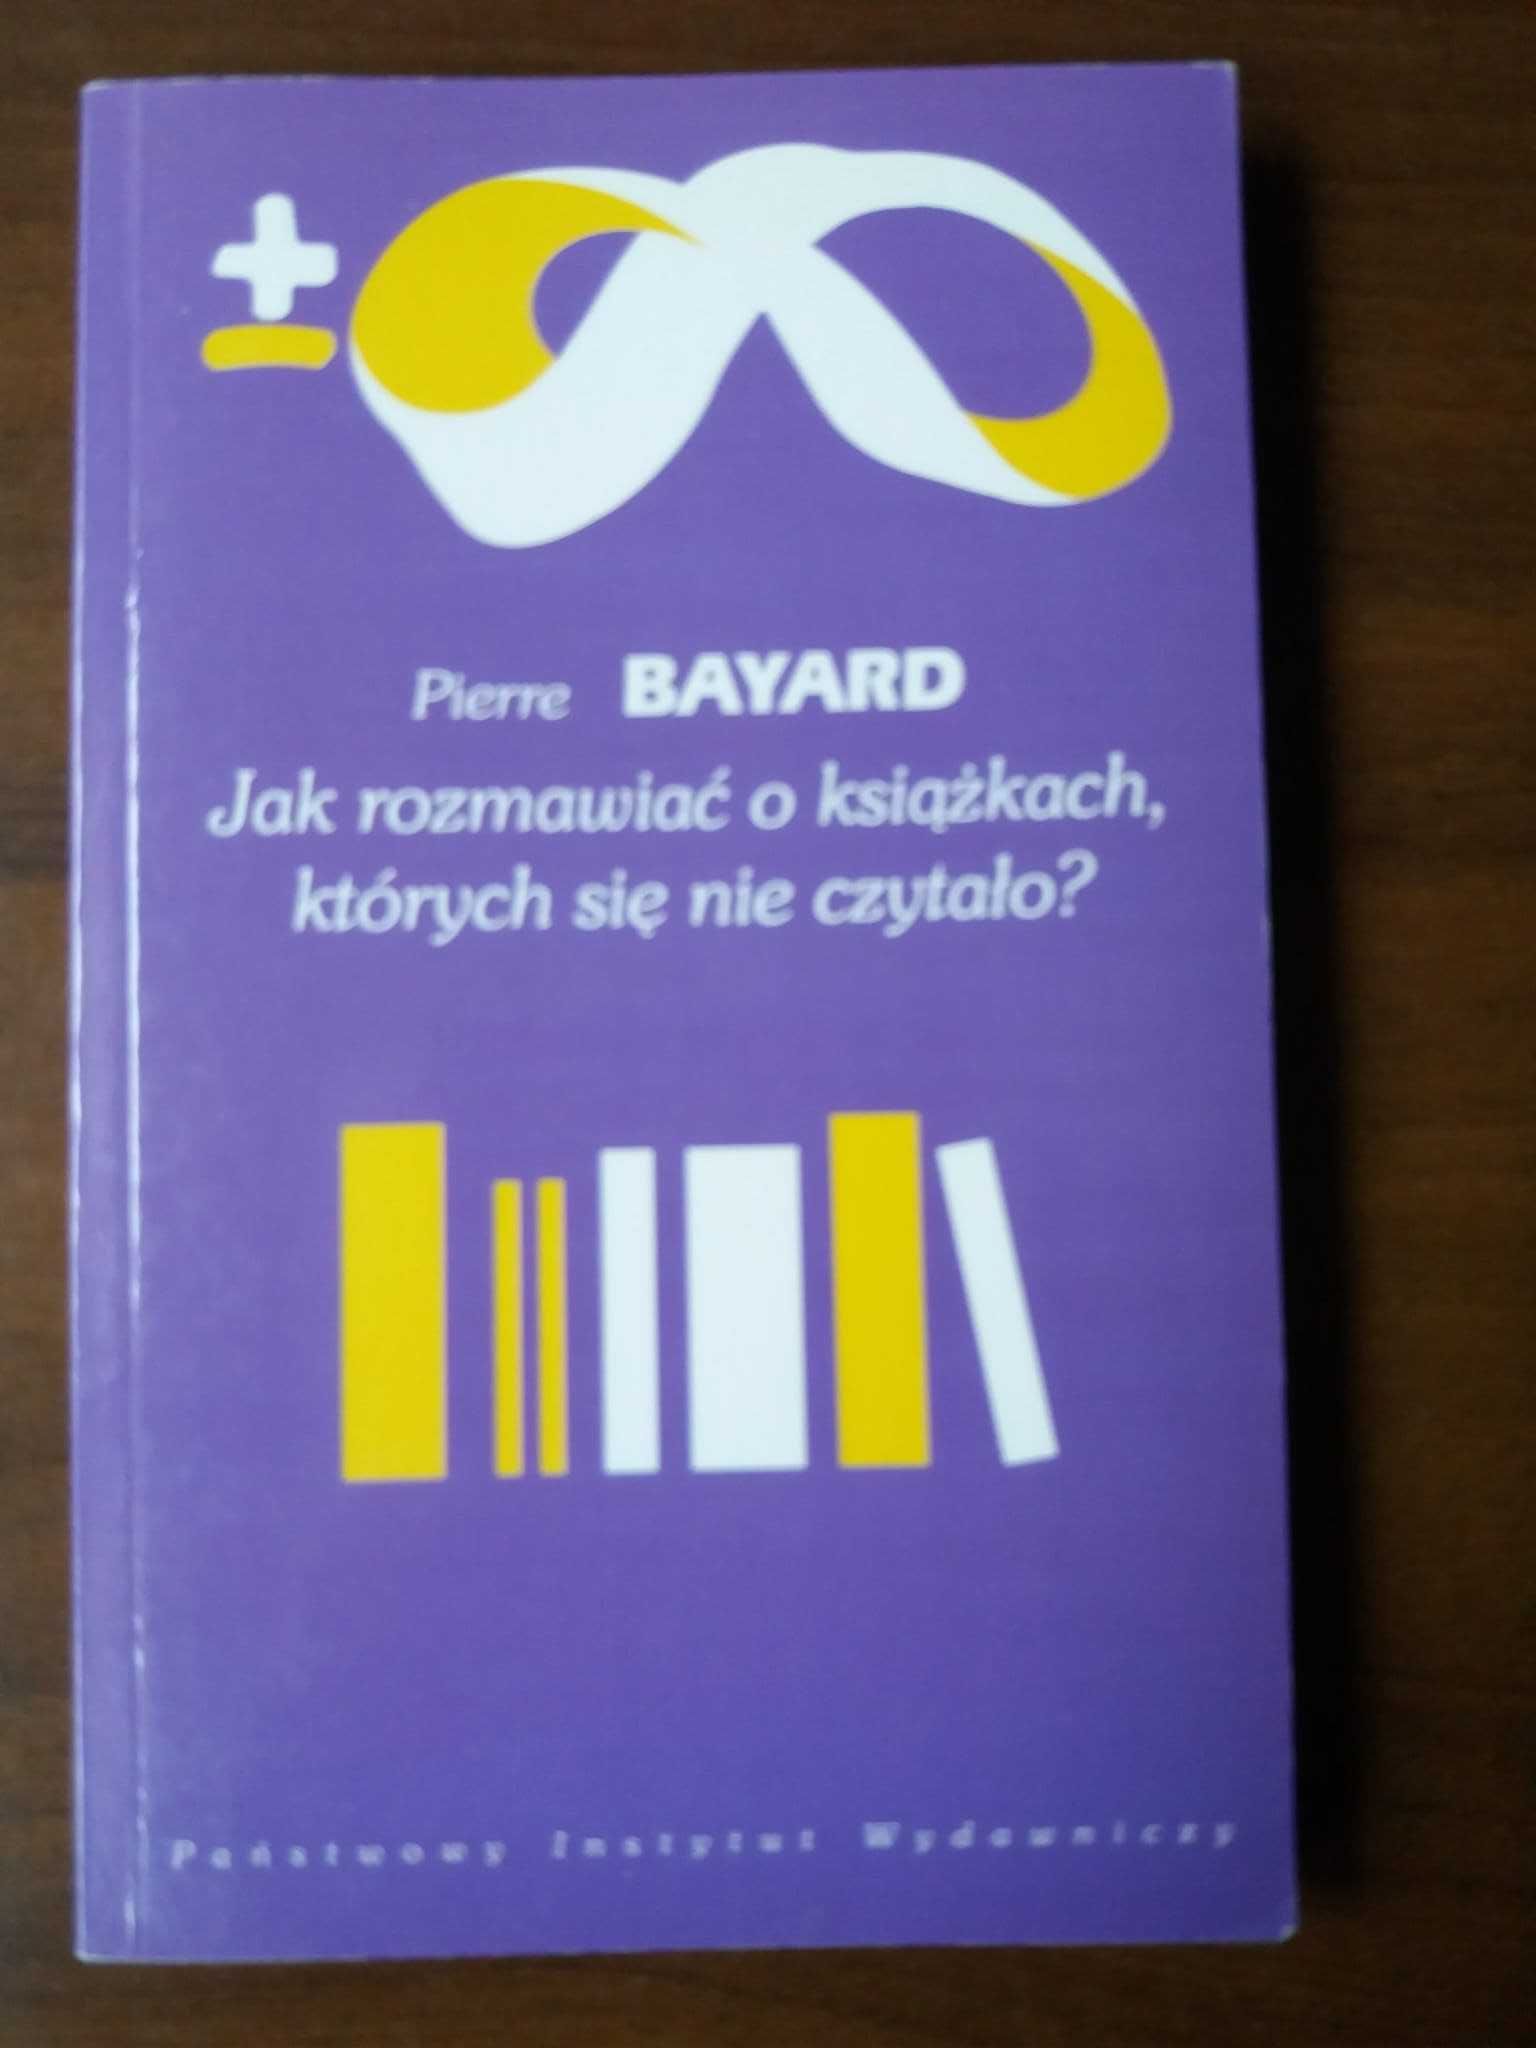 ±
Pierre BAYARD
Jak rozmawiać o książkach,
których się nie czytało?
Państwowy Instytut Wydawniczy